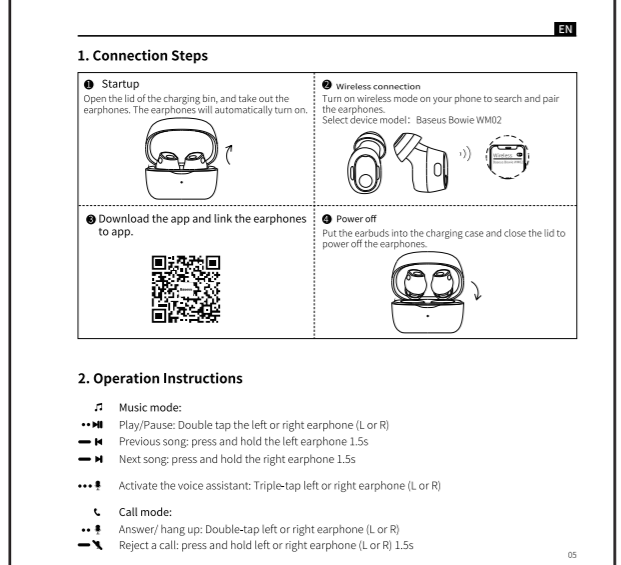 EN
1. Connection Steps
❶ Startup
Open the lid of the charging bin, and take out the
earphones. The earphones will automatically turn on.
❷ Wireless connection
Turn on wireless mode on your phone to search and pair
the earphones.
Select device model: Baseus Bowie WM02
Wireless
Baseus Bowie WM02
❸ Download the app and link the earphones
to app.
Baseus
❹ Power off
Put the earbuds into the charging case and close the lid to
power off the earphones.
2. Operation Instructions
Music mode:
Play/Pause: Double tap the left or right earphone (L or R)
Previous song: press and hold the left earphone 1.5s
Next song: press and hold the right earphone 1.5s
Activate the voice assistant: Triple-tap left or right earphone (L or R)
Call mode:
Answer/ hang up: Double-tap left or right earphone (L or R)
Reject a call: press and hold left or right earphone (L or R) 1.5s
05